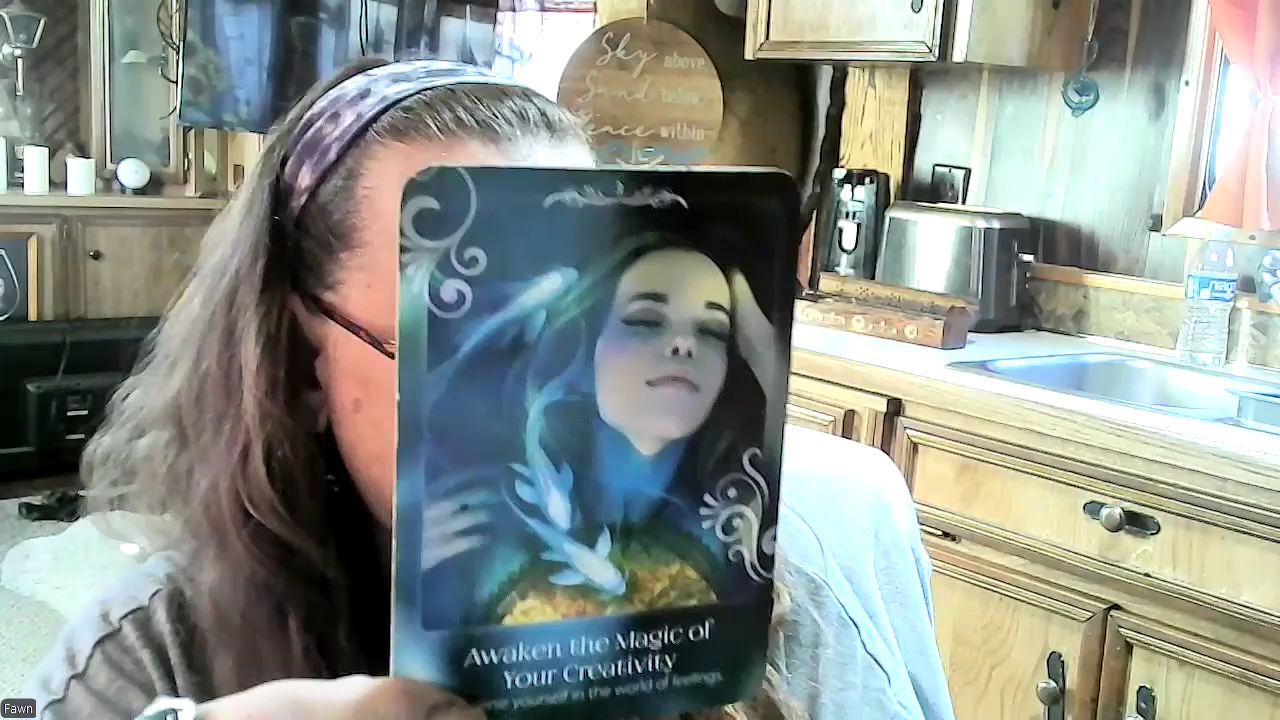 Sky above
Sand below
Peace within
Awaken the Magic of
Your Creativity
yourself in the world of feelings.
Fawn